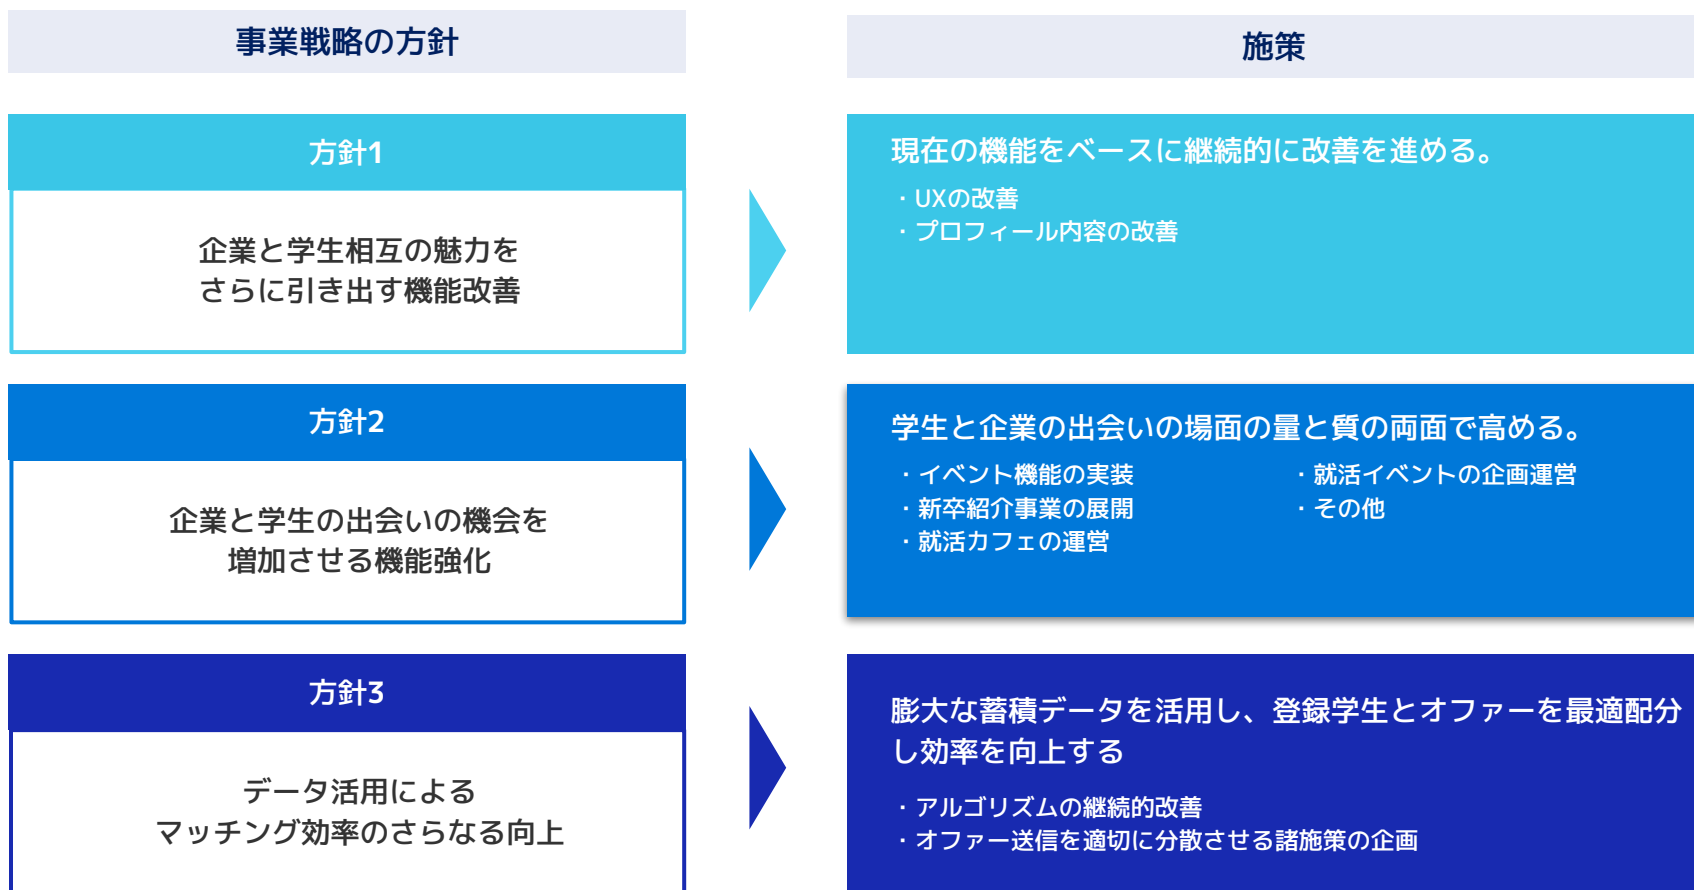 事業戦略の方針
施策
方針1
企業と学生相互の魅力を
さらに引き出す機能改善
現在の機能をベースに継続的に改善を進める。
・UXの改善
・プロフィール内容の改善
方針2
企業と学生の出会いの機会を
増加させる機能強化
学生と企業の出会いの場面の量と質の両面で高める。
・イベント機能の実装
・新卒紹介事業の展開
・就活カフェの運営
・就活イベントの企画運営
・その他
方針3
データ活用による
マッチング効率のさらなる向上
膨大な蓄積データを活用し、登録学生とオファーを最適配分
し効率を向上する
・アルゴリズムの継続的改善
・オファー送信を適切に分散させる諸施策の企画